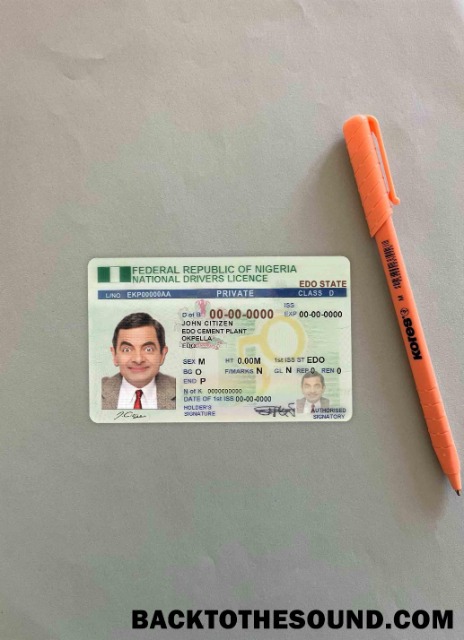 FEDERAL REPUBLIC OF NIGERIA
NATIONAL DRIVERS LICENCE
EDO STATE
L/NO EKP00000AA PRIVATE CLASS D
D of B 00-00-0000 ISS
EXP 00-00-0000
JOHN CITIZEN
EDO CEMENT PLANT
OKPELLA
EDO
SEX M HT 0.00M 1st ISS ST EDO
BG O F/MARKS N GL N REP 0 REN 0
END P
N of K 0000000000
DATE OF 1st ISS 00-00-0000
HOLDER'S
SIGNATURE
AUTHORISED
SIGNATORY
KORES
M
BACKTOTHESOUND.COM